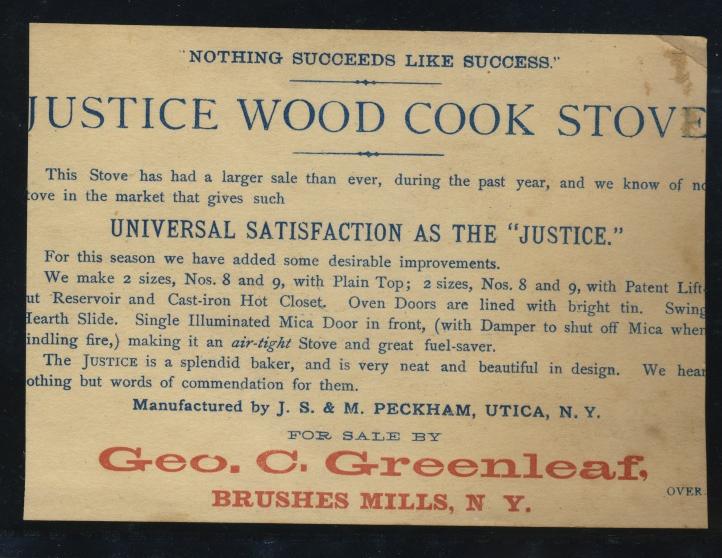 "NOTHING SUCCEEDS LIKE SUCCESS."
JUSTICE WOOD COOK STOVE
This Stove has had a larger sale than ever, during the past year, and we know of no
tove in the market that gives such
UNIVERSAL SATISFACTION AS THE "JUSTICE."
For this season we have added some desirable improvements.
We make 2 sizes, Nos. 8 and 9, with Plain Top; 2 sizes, Nos. 8 and 9, with Patent Lift-
ut Reservoir and Cast-iron Hot Closet. Oven Doors are lined with bright tin. Swing
Hearth Slide. Single Illuminated Mica Door in front, (with Damper to shut off Mica when
indling fire,) making it an air-tight Stove and great fuel-saver.
The JUSTICE is a splendid baker, and is very neat and beautiful in design. We hear
othing but words of commendation for them.
Manufactured by J. S. & M. PECKHAM, UTICA, N. Y.
FOR SALE BY
Geo. C. Greenleaf,
OVER.
BRUSHES MILLS, N Y.